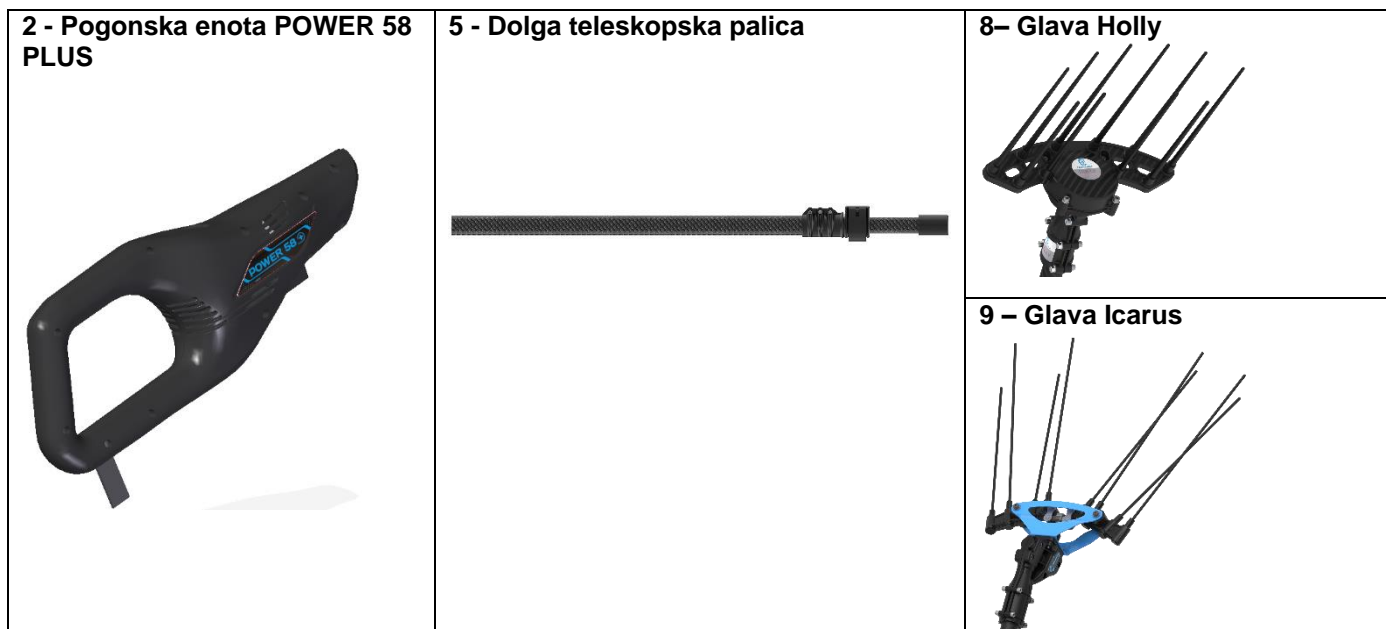 2 - Pogonska enota POWER 58
PLUS
POWER 58 +
5 - Dolga teleskopska palica
8– Glava Holly
9 – Glava Icarus